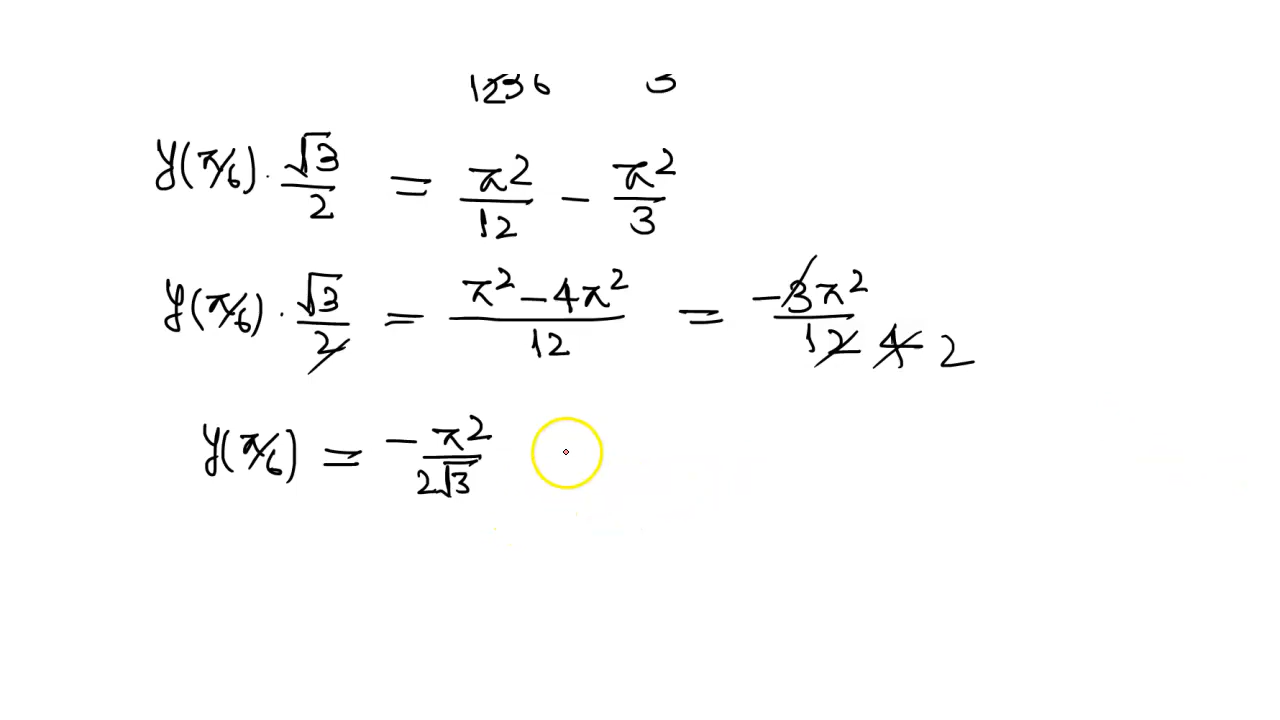 y(π/6) · √3/2 = π²/12 − π²/3
y(π/6) · √3/2 = π² − 4π²/12 = −3π²/12 4 2
y(π/6) = −π²/2√3